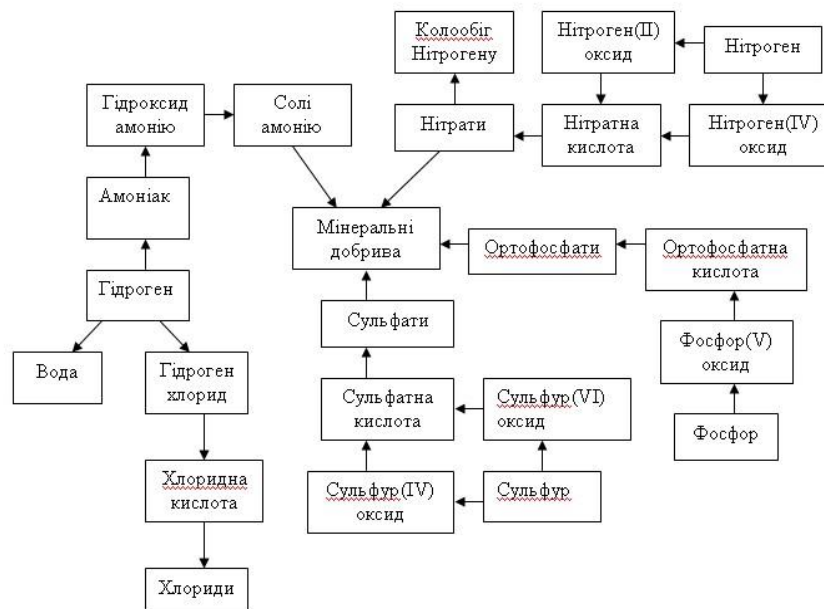 Колообіг
Нітрогену
Нітроген(ІІ)
оксид
Нітроген
Гідроксид
амонію
Солі
амонію
Нітрати
Нітратна
кислота
Нітроген(IV)
оксид
Амоніак
Мінеральні
добрива
Ортофосфати
Ортофосфатна
кислота
Гідроген
Сульфати
Фосфор(V)
оксид
Вода
Гідроген
хлорид
Сульфатна
кислота
Сульфур(VI)
оксид
Фосфор
Хлоридна
кислота
Сульфур(IV)
оксид
Сульфур
Хлориди